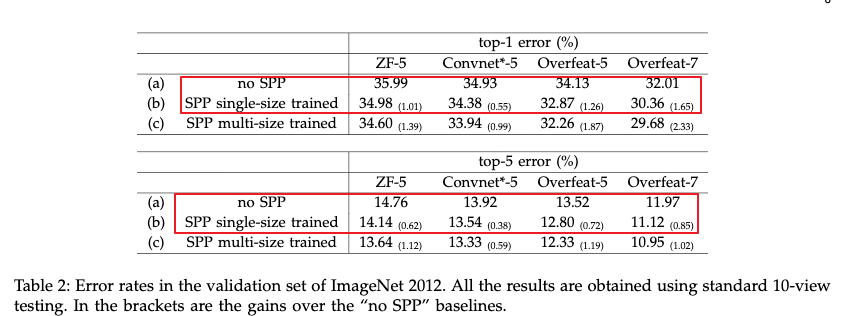 top-1 error (%)
ZF-5 Convnet*-5 Overfeat-5 Overfeat-7
(a) no SPP 35.99 34.93 34.13 32.01
(b) SPP single-size trained 34.98 (1.01) 34.38 (0.55) 32.87 (1.26) 30.36 (1.65)
(c) SPP multi-size trained 34.60 (1.39) 33.94 (0.99) 32.26 (1.87) 29.68 (2.33)
top-5 error (%)
ZF-5 Convnet*-5 Overfeat-5 Overfeat-7
(a) no SPP 14.76 13.92 13.52 11.97
(b) SPP single-size trained 14.14 (0.62) 13.54 (0.38) 12.80 (0.72) 11.12 (0.85)
(c) SPP multi-size trained 13.64 (1.12) 13.33 (0.59) 12.33 (1.19) 10.95 (1.02)
Table 2: Error rates in the validation set of ImageNet 2012. All the results are obtained using standard 10-view
testing. In the brackets are the gains over the “no SPP” baselines.